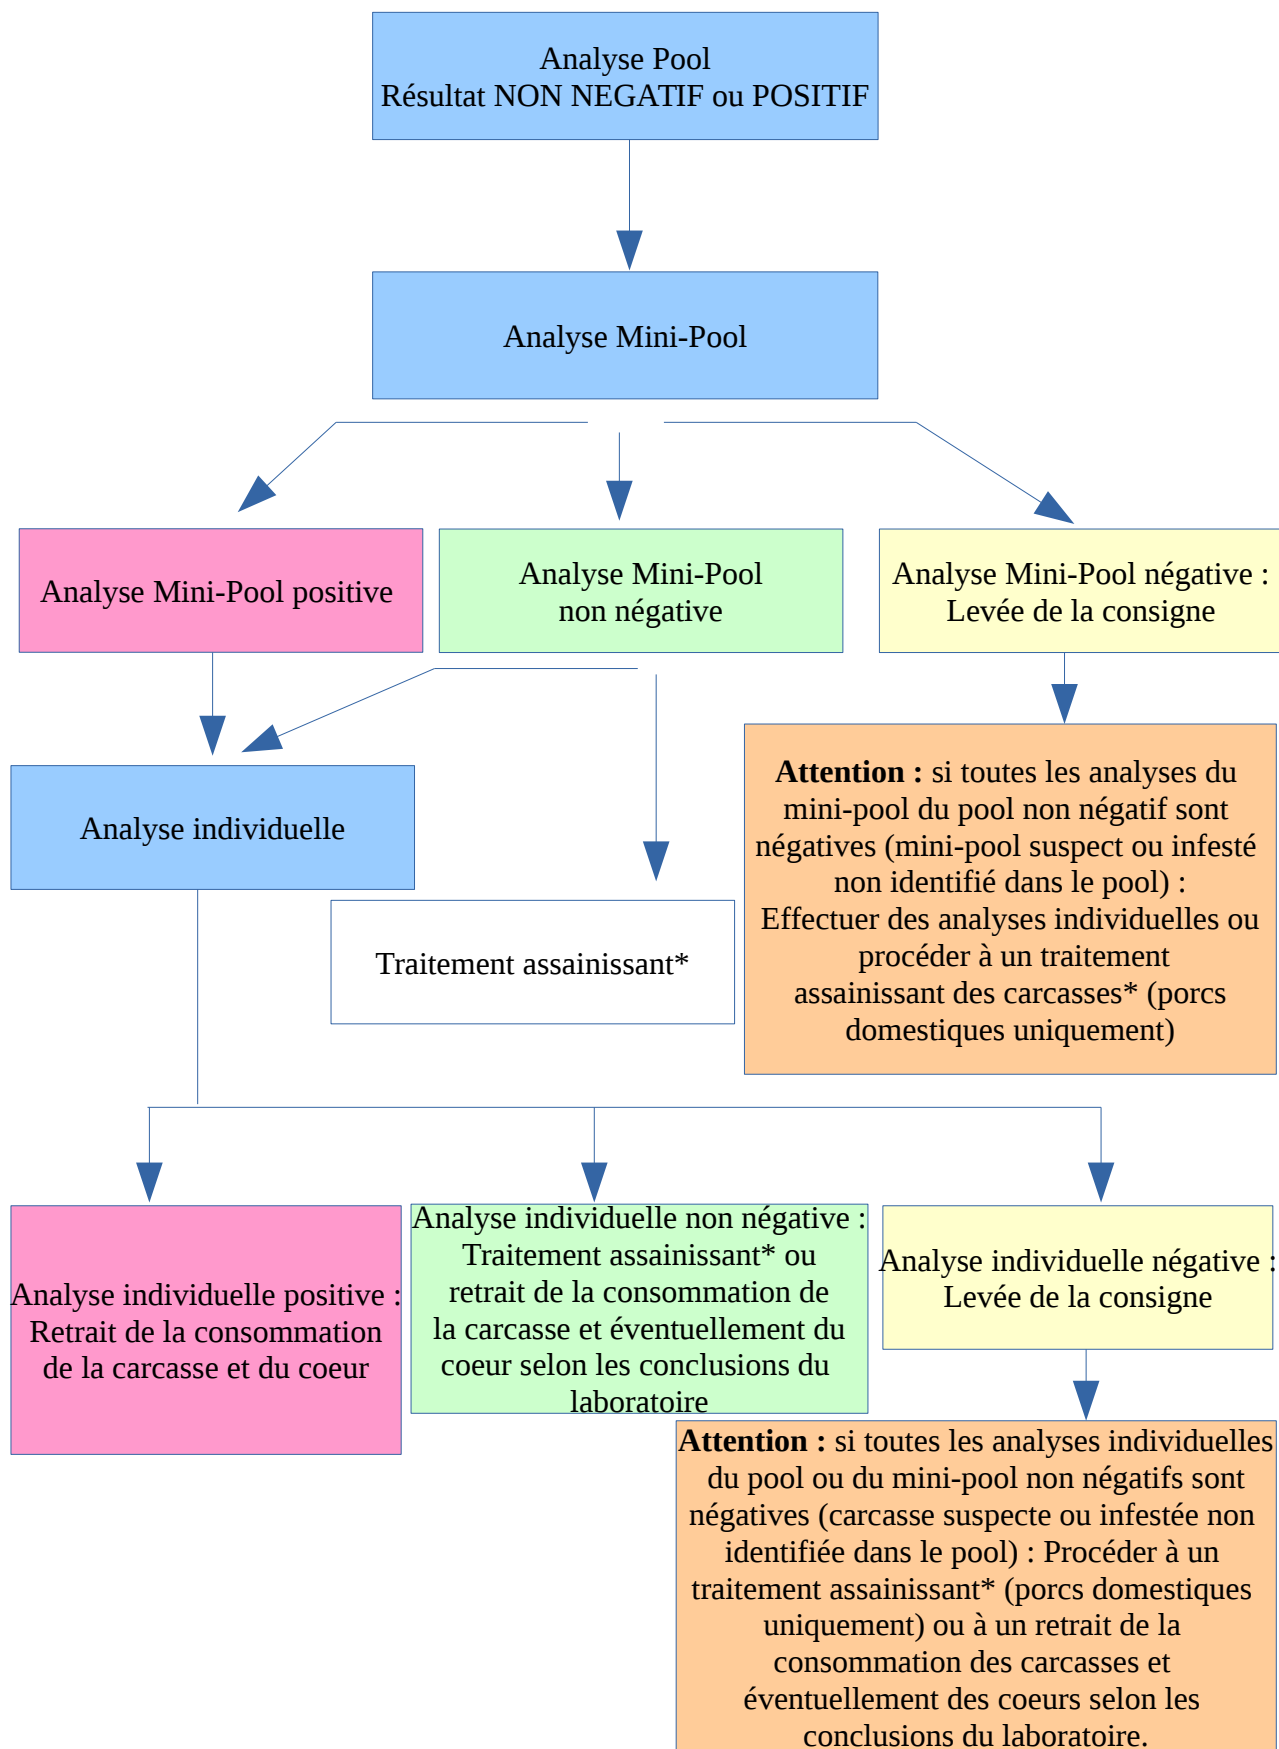 Analyse Pool
Résultat NON NEGATIF ou POSITIF
Analyse Mini-Pool
Analyse Mini-Pool positive
Analyse Mini-Pool
non négative
Analyse Mini-Pool négative :
Levée de la consigne
Analyse individuelle
Traitement assainissant*
Attention : si toutes les analyses du
mini-pool du pool non négatif sont
négatives (mini-pool suspect ou infesté
non identifié dans le pool) :
Effectuer des analyses individuelles ou
procéder à un traitement
assainissant des carcasses* (porcs
domestiques uniquement)
Analyse individuelle positive :
Retrait de la consommation
de la carcasse et du coeur
Analyse individuelle non négative :
Traitement assainissant* ou
retrait de la consommation de
la carcasse et éventuellement du
coeur selon les conclusions du
laboratoire
Analyse individuelle négative :
Levée de la consigne
Attention : si toutes les analyses individuelles
du pool ou du mini-pool non négatifs sont
négatives (carcasse suspecte ou infestée non
identifiée dans le pool) : Procéder à un
traitement assainissant* (porcs domestiques
uniquement) ou à un retrait de la
consommation des carcasses et
éventuellement des coeurs selon les
conclusions du laboratoire.